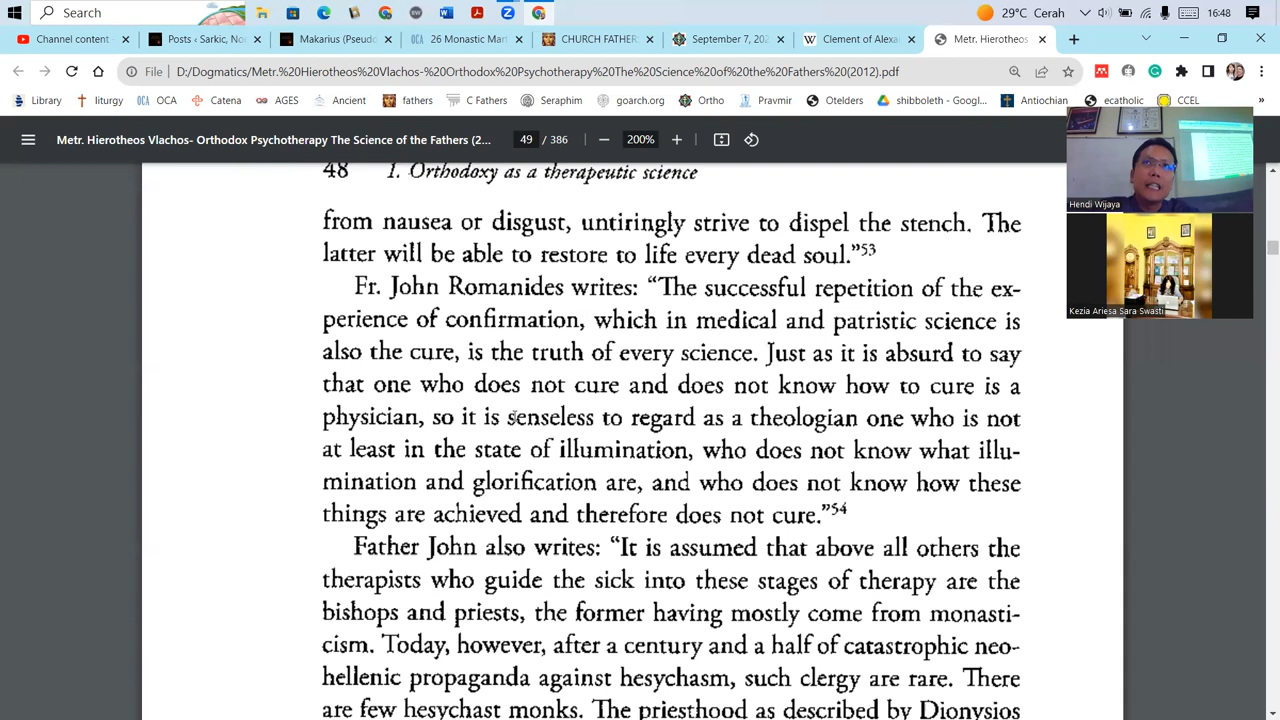 Search
29°C Cerah
16:48
Channel content -
Posts ‹ Sarkic, No
Makarius (Pseudo
OCA 26 Monastic Mar
CHURCH FATHER
September 7, 202
W Clement of Alexa
Metr. Hierotheos
File D:/Dogmatics/Metr.%20Hierotheos%20Vlachos-%20Orthodox%20Psychotherapy%20The%20Science%20of%20the%20Fathers%20(2012).pdf
Library liturgy OCA Catena AGES Ancient fathers C Fathers Seraphim goarch.org Ortho Pravmir Otelders shibboleth - Googl... Antiochian ecatholic CCEL »
Metr. Hierotheos Vlachos- Orthodox Psychotherapy The Science of the Fathers (2...
49 / 386
200%
Hendi Wijaya
Kezia Ariesa Sara Swasti
48 1. Orthodoxy as a therapeutic science
from nausea or disgust, untiringly strive to dispel the stench. The
latter will be able to restore to life every dead soul.”53
Fr. John Romanides writes: “The successful repetition of the ex-
perience of confirmation, which in medical and patristic science is
also the cure, is the truth of every science. Just as it is absurd to say
that one who does not cure and does not know how to cure is a
physician, so it is senseless to regard as a theologian one who is not
at least in the state of illumination, who does not know what illu-
mination and glorification are, and who does not know how these
things are achieved and therefore does not cure.”54
Father John also writes: “It is assumed that above all others the
therapists who guide the sick into these stages of therapy are the
bishops and priests, the former having mostly come from monasti-
cism. Today, however, after a century and a half of catastrophic neo-
hellenic propaganda against hesychasm, such clergy are rare. There
are few hesychast monks. The priesthood as described by Dionysios